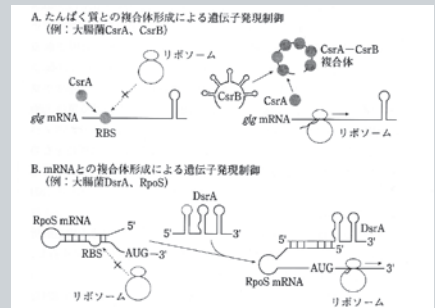 A. たんぱく質との複合体形成による遺伝子発現制御
(例：大腸菌CsrA、CsrB)
リボソーム
CsrA
glg mRNA
RBS
CsrB
CsrA−CsrB
複合体
CsrA
glg mRNA
リボソーム
B. mRNAとの複合体形成による遺伝子発現制御
(例：大腸菌DsrA、RpoS)
DsrA
RpoS mRNA
5'
5'
3'
RBS
AUG→3'
リボソーム
DsrA
5'
3'
RpoS mRNA
AUG
3'
リボソーム